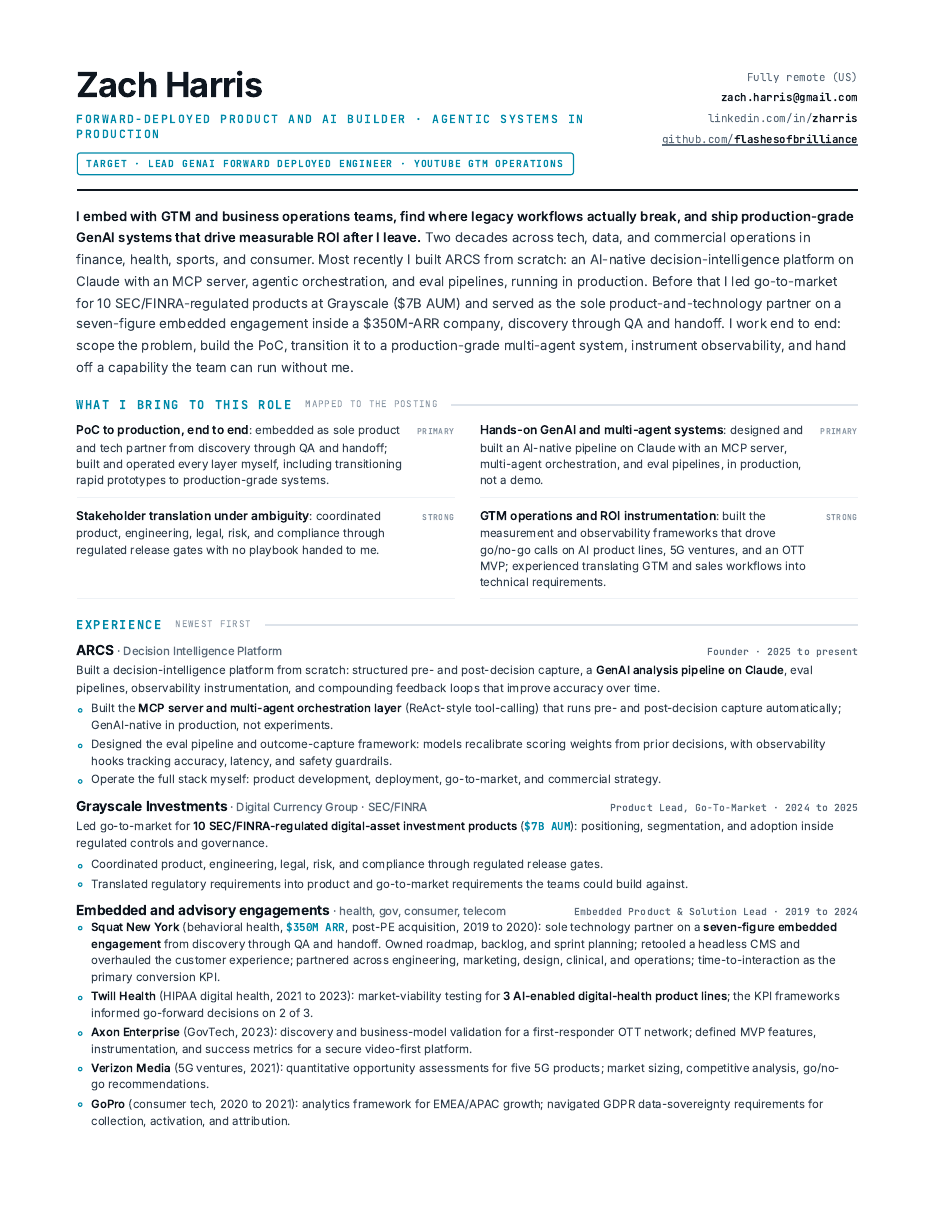 Zach Harris
Fully remote (US)
zach.harris@gmail.com
linkedin.com/in/zharris
github.com/flashesofbrilliance
FORWARD-DEPLOYED PRODUCT AND AI BUILDER · AGENTIC SYSTEMS IN
PRODUCTION
TARGET · LEAD GENAI FORWARD DEPLOYED ENGINEER · YOUTUBE GTM OPERATIONS
I embed with GTM and business operations teams, find where legacy workflows actually break, and ship production-grade
GenAI systems that drive measurable ROI after I leave. Two decades across tech, data, and commercial operations in
finance, health, sports, and consumer. Most recently I built ARCS from scratch: an AI-native decision-intelligence platform on
Claude with an MCP server, agentic orchestration, and eval pipelines, running in production. Before that I led go-to-market
for 10 SEC/FINRA-regulated products at Grayscale ($7B AUM) and served as the sole product-and-technology partner on a
seven-figure embedded engagement inside a $350M-ARR company, discovery through QA and handoff. I work end to end:
scope the problem, build the PoC, transition it to a production-grade multi-agent system, instrument observability, and hand
off a capability the team can run without me.
WHAT I BRING TO THIS ROLE MAPPED TO THE POSTING
PoC to production, end to end: embedded as sole product PRIMARY
and tech partner from discovery through QA and handoff;
built and operated every layer myself, including transitioning
rapid prototypes to production-grade systems.
Hands-on GenAI and multi-agent systems: designed and PRIMARY
built an AI-native pipeline on Claude with an MCP server,
multi-agent orchestration, and eval pipelines, in production,
not a demo.
Stakeholder translation under ambiguity: coordinated STRONG
product, engineering, legal, risk, and compliance through
regulated release gates with no playbook handed to me.
GTM operations and ROI instrumentation: built the STRONG
measurement and observability frameworks that drove
go/no-go calls on AI product lines, 5G ventures, and an OTT
MVP; experienced translating GTM and sales workflows into
technical requirements.
EXPERIENCE NEWEST FIRST
ARCS · Decision Intelligence Platform Founder · 2025 to present
Built a decision-intelligence platform from scratch: structured pre- and post-decision capture, a GenAI analysis pipeline on Claude, eval
pipelines, observability instrumentation, and compounding feedback loops that improve accuracy over time.
Built the MCP server and multi-agent orchestration layer (ReAct-style tool-calling) that runs pre- and post-decision capture automatically;
GenAI-native in production, not experiments.
Designed the eval pipeline and outcome-capture framework: models recalibrate scoring weights from prior decisions, with observability
hooks tracking accuracy, latency, and safety guardrails.
Operate the full stack myself: product development, deployment, go-to-market, and commercial strategy.
Grayscale Investments · Digital Currency Group · SEC/FINRA Product Lead, Go-To-Market · 2024 to 2025
Led go-to-market for 10 SEC/FINRA-regulated digital-asset investment products ($7B AUM): positioning, segmentation, and adoption inside
regulated controls and governance.
Coordinated product, engineering, legal, risk, and compliance through regulated release gates.
Translated regulatory requirements into product and go-to-market requirements the teams could build against.
Embedded and advisory engagements · health, gov, consumer, telecom Embedded Product & Solution Lead · 2019 to 2024
Squat New York (behavioral health, $350M ARR, post-PE acquisition, 2019 to 2020): sole technology partner on a seven-figure embedded
engagement from discovery through QA and handoff. Owned roadmap, backlog, and sprint planning; retooled a headless CMS and
overhauled the customer experience; partnered across engineering, marketing, design, clinical, and operations; time-to-interaction as the
primary conversion KPI.
Twill Health (HIPAA digital health, 2021 to 2023): market-viability testing for 3 AI-enabled digital-health product lines; the KPI frameworks
informed go-forward decisions on 2 of 3.
Axon Enterprise (GovTech, 2023): discovery and business-model validation for a first-responder OTT network; defined MVP features,
instrumentation, and success metrics for a secure video-first platform.
Verizon Media (5G ventures, 2021): quantitative opportunity assessments for five 5G products; market sizing, competitive analysis, go/no-
go recommendations.
GoPro (consumer tech, 2020 to 2021): analytics framework for EMEA/APAC growth; navigated GDPR data-sovereignty requirements for
collection, activation, and attribution.